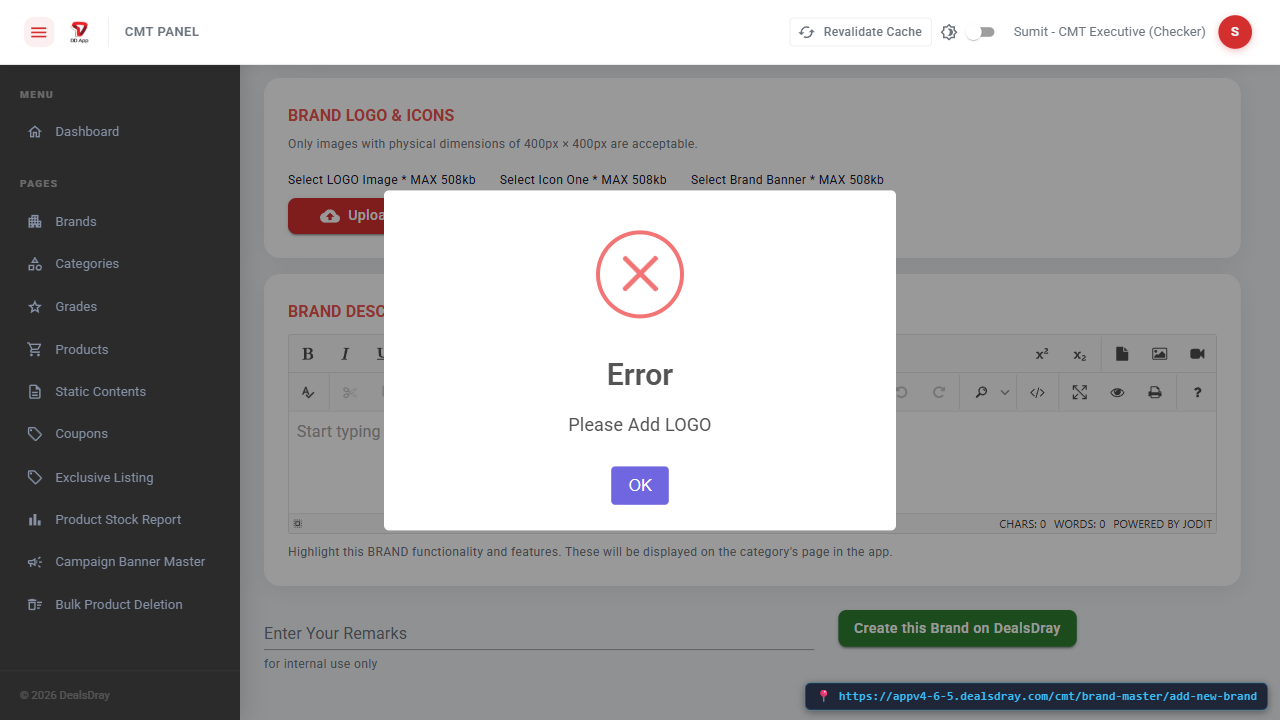 DD App
CMT PANEL
Revalidate Cache
Sumit - CMT Executive (Checker)
S
MENU
Dashboard
PAGES
Brands
Categories
Grades
Products
Static Contents
Coupons
Exclusive Listing
Product Stock Report
Campaign Banner Master
Bulk Product Deletion
© 2026 DealsDray
BRAND LOGO & ICONS
Only images with physical dimensions of 400px × 400px are acceptable.
Select LOGO Image * MAX 508kb Select Icon One * MAX 508kb Select Brand Banner * MAX 508kb
Error
Please Add LOGO
OK
B I U x² x₂
?
Start typing
CHARS: 0 WORDS: 0 POWERED BY JODIT
Highlight this BRAND functionality and features. These will be displayed on the category's page in the app.
Enter Your Remarks
for internal use only
Create this Brand on DealsDray
https://appv4-6-5.dealsdray.com/cmt/brand-master/add-new-brand